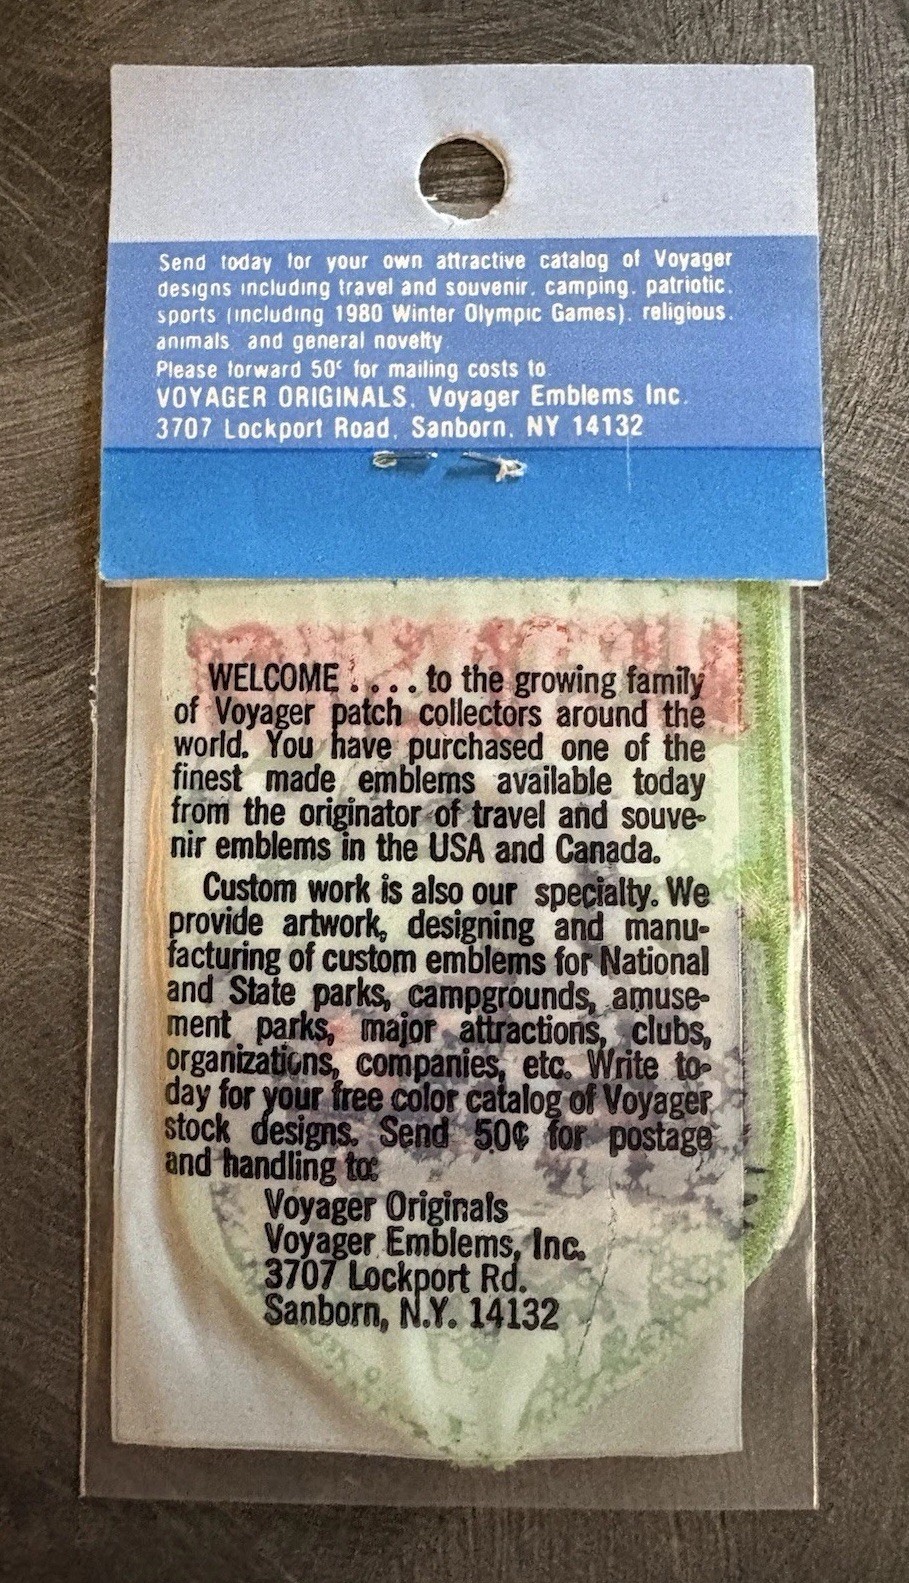 Send today for your own attractive catalog of Voyager
designs including travel and souvenir, camping, patriotic,
sports (including 1980 Winter Olympic Games), religious,
animals and general novelty
Please forward 50¢ for mailing costs to
VOYAGER ORIGINALS, Voyager Emblems Inc.
3707 Lockport Road, Sanborn, NY 14132
WELCOME .... to the growing family
of Voyager patch collectors around the
world. You have purchased one of the
finest made emblems available today
from the originator of travel and souve-
nir emblems in the USA and Canada.
Custom work is also our specialty. We
provide artwork, designing and manu-
facturing of custom emblems for National
and State parks, campgrounds, amuse-
ment parks, major attractions, clubs,
organizations, companies, etc. Write to-
day for your free color catalog of Voyager
stock designs. Send 50¢ for postage
and handling to:
Voyager Originals
Voyager Emblems, Inc.
3707 Lockport Rd.
Sanborn, N.Y. 14132